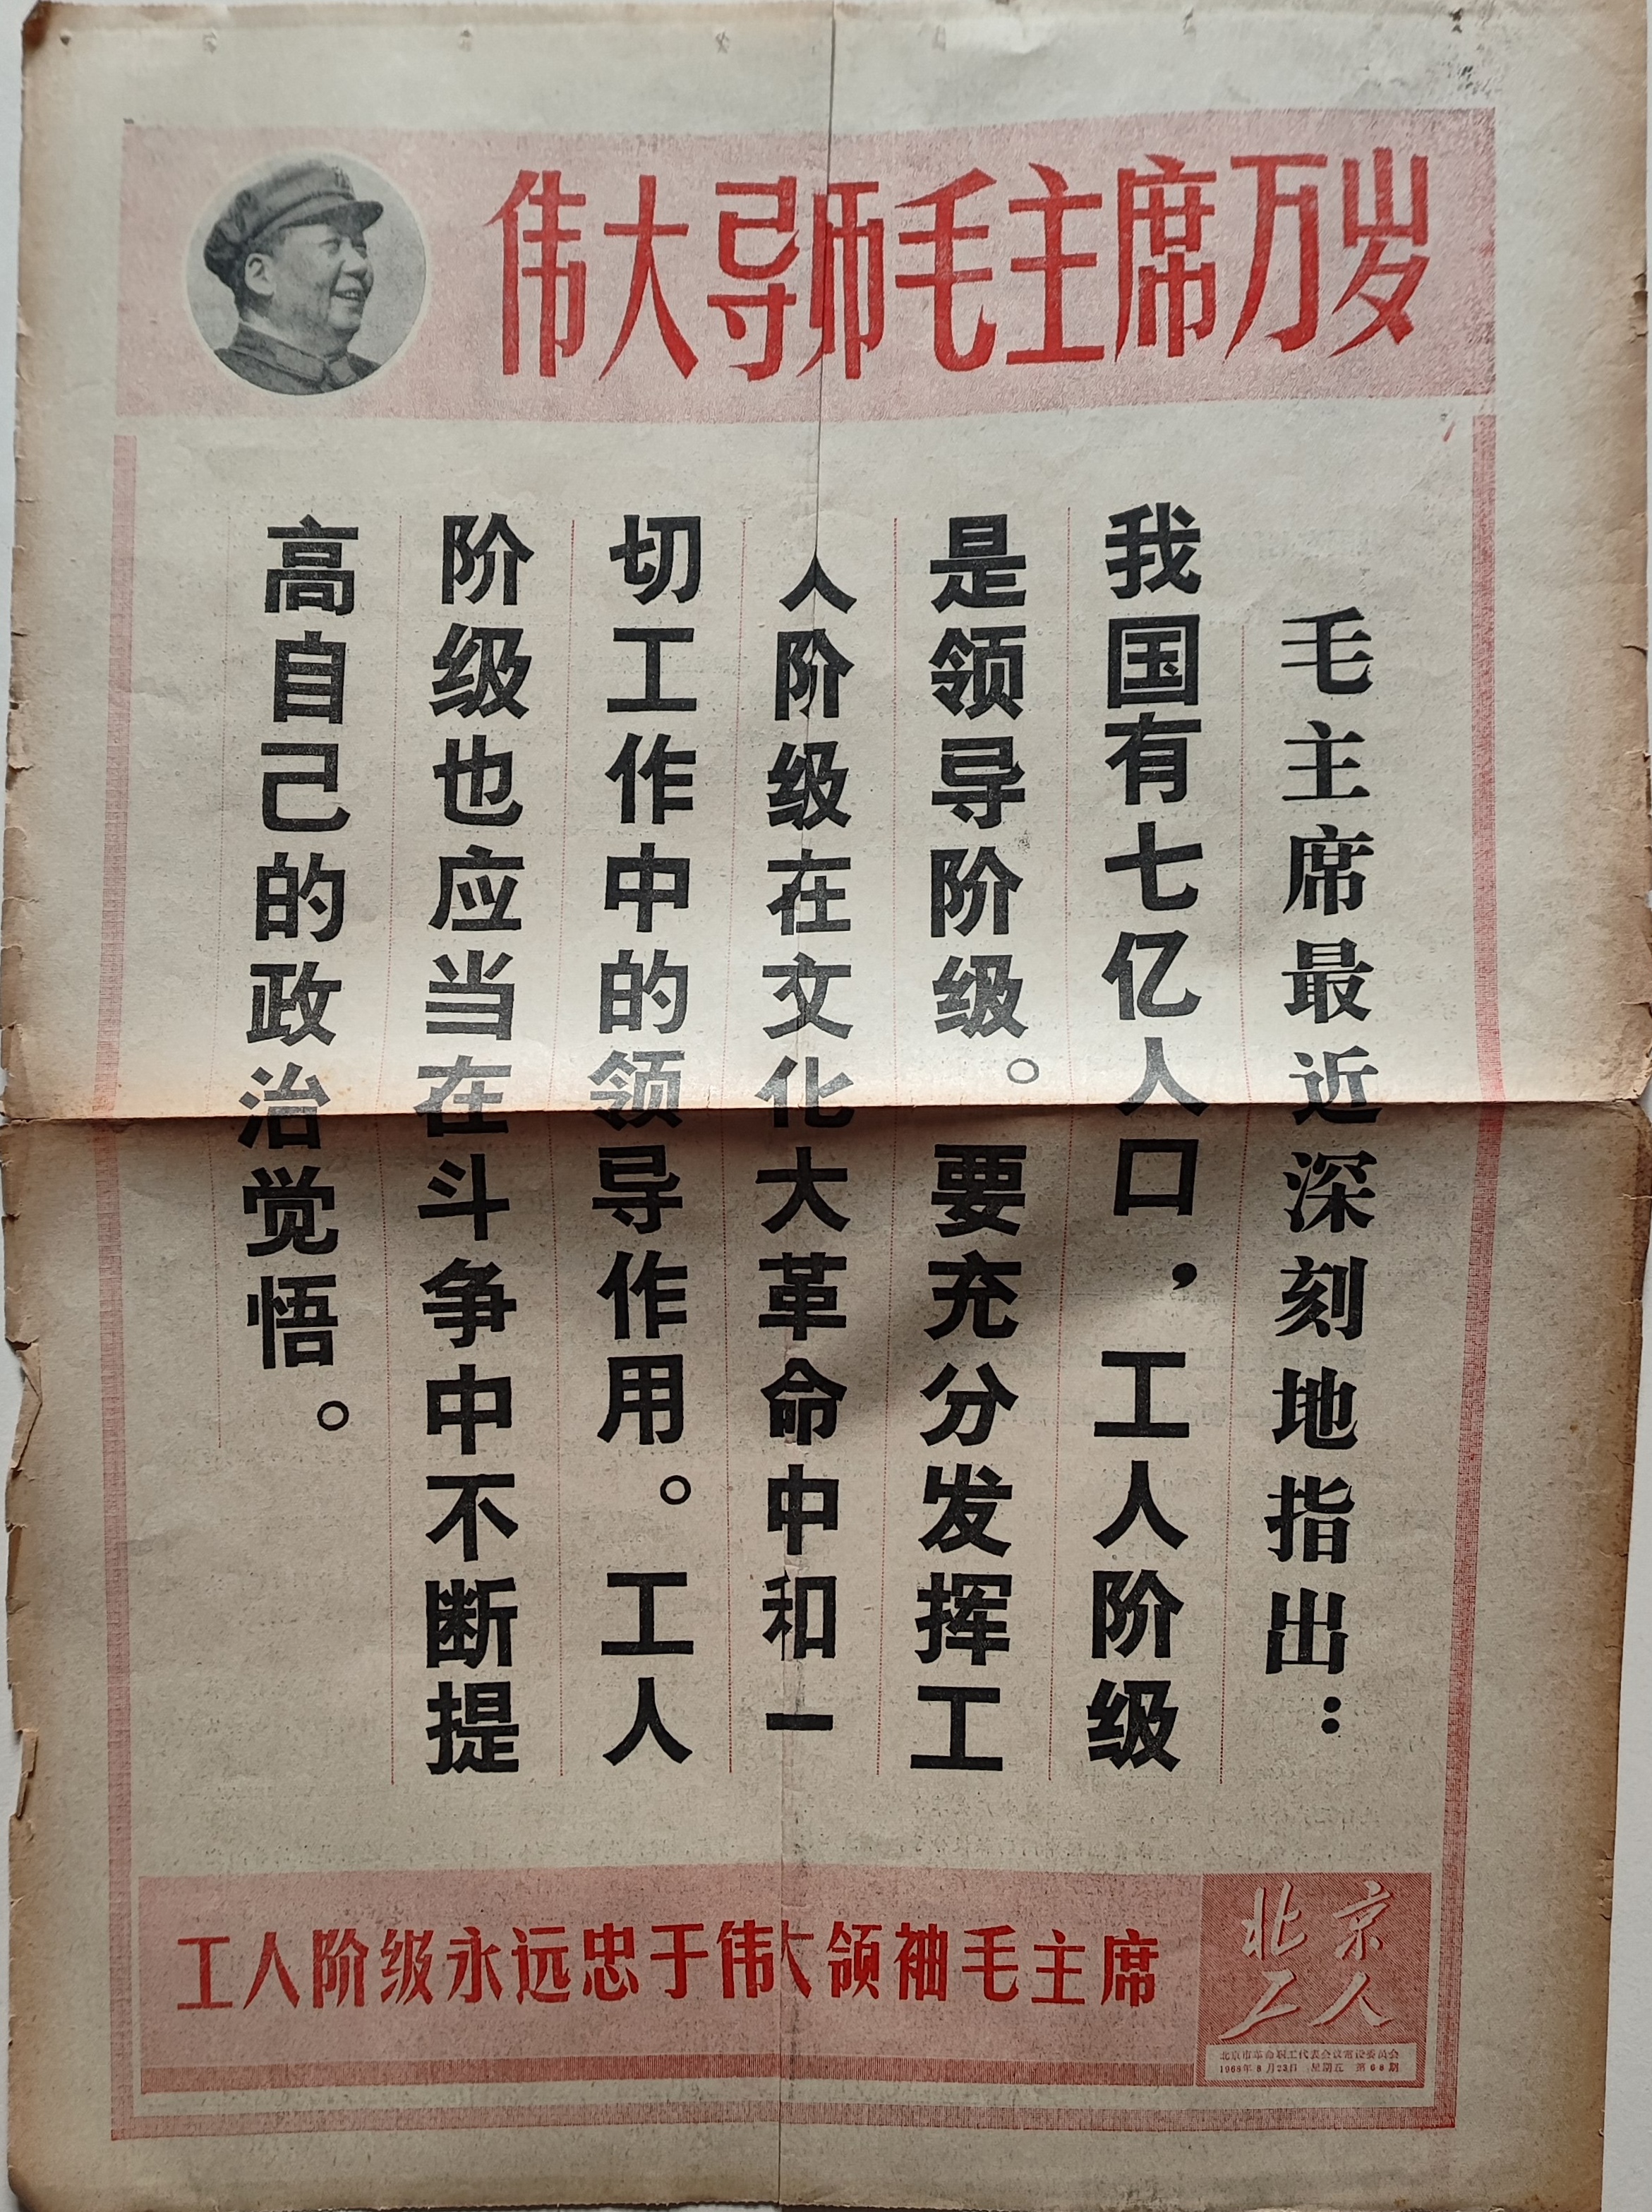 伟大导师毛主席万岁
毛主席最近深刻地指出：
我国有七亿人口，工人阶级
是领导阶级。要充分发挥工
人阶级在文化大革命中和一
切工作中的领导作用。工人
阶级也应当在斗争中不断提
高自己的政治觉悟。
工人阶级永远忠于伟大领袖毛主席
北京
工人
北京市革命职工代表会议常设委员会
1968年8月23日 星期五 第68期